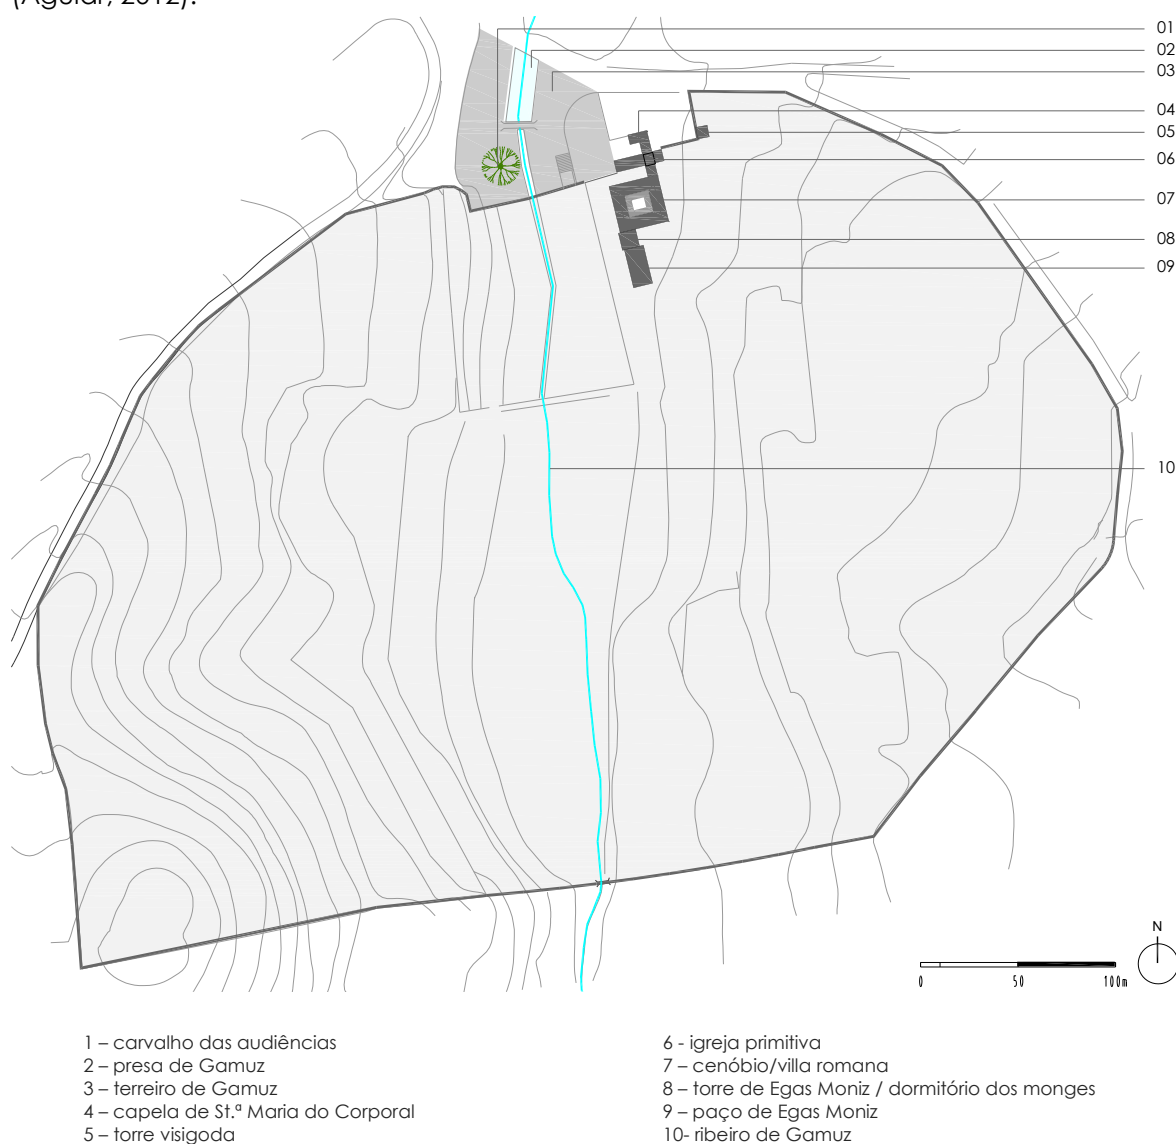 (Aguiar, 2012).
01
02
03
04
05
06
07
08
09
10
N
0 50 100m
1 – carvalho das audiências
2 – presa de Gamuz
3 – terreiro de Gamuz
4 – capela de St.ª Maria do Corporal
5 – torre visigoda
6 - igreja primitiva
7 – cenóbio/villa romana
8 – torre de Egas Moniz / dormitório dos monges
9 – paço de Egas Moniz
10- ribeiro de Gamuz